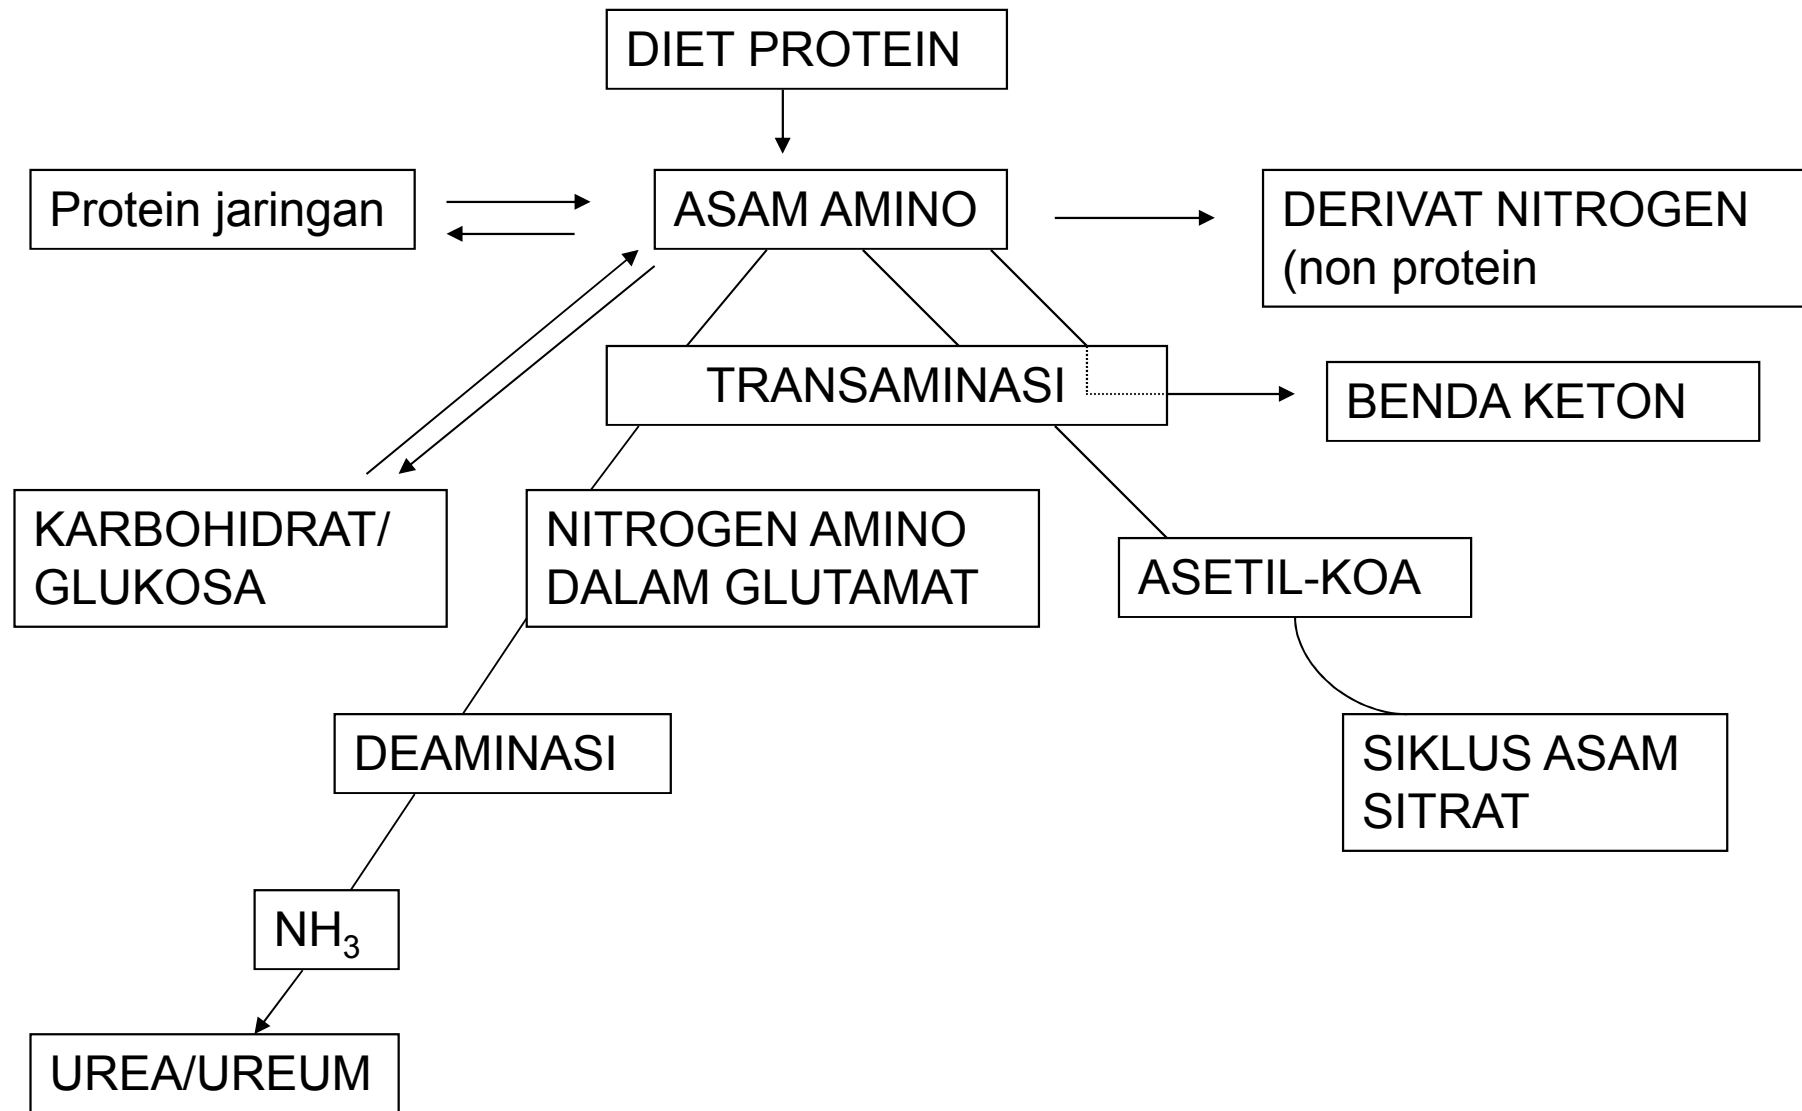 DIET PROTEIN
Protein jaringan
ASAM AMINO
DERIVAT NITROGEN
(non protein
TRANSAMINASI
BENDA KETON
KARBOHIDRAT/
GLUKOSA
NITROGEN AMINO
DALAM GLUTAMAT
ASETIL-KOA
DEAMINASI
SIKLUS ASAM
SITRAT
NH₃
UREA/UREUM